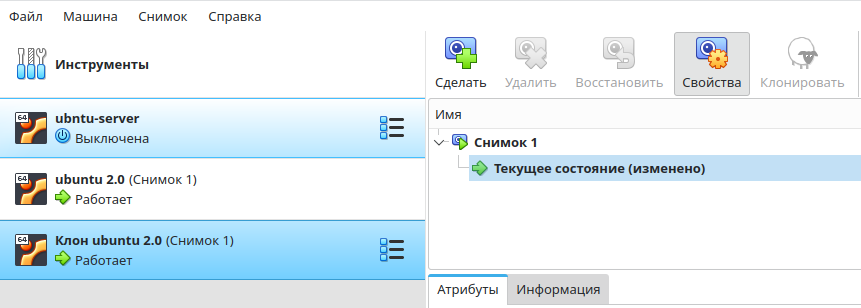 Файл Машина Снимок Справка
Инструменты
Сделать Удалить Восстановить Свойства Клонировать
Имя
64 ubntu-server
Выключена
64 ubuntu 2.0 (Снимок 1)
Работает
64 Клон ubuntu 2.0 (Снимок 1)
Работает
Снимок 1
Текущее состояние (изменено)
Атрибуты Информация